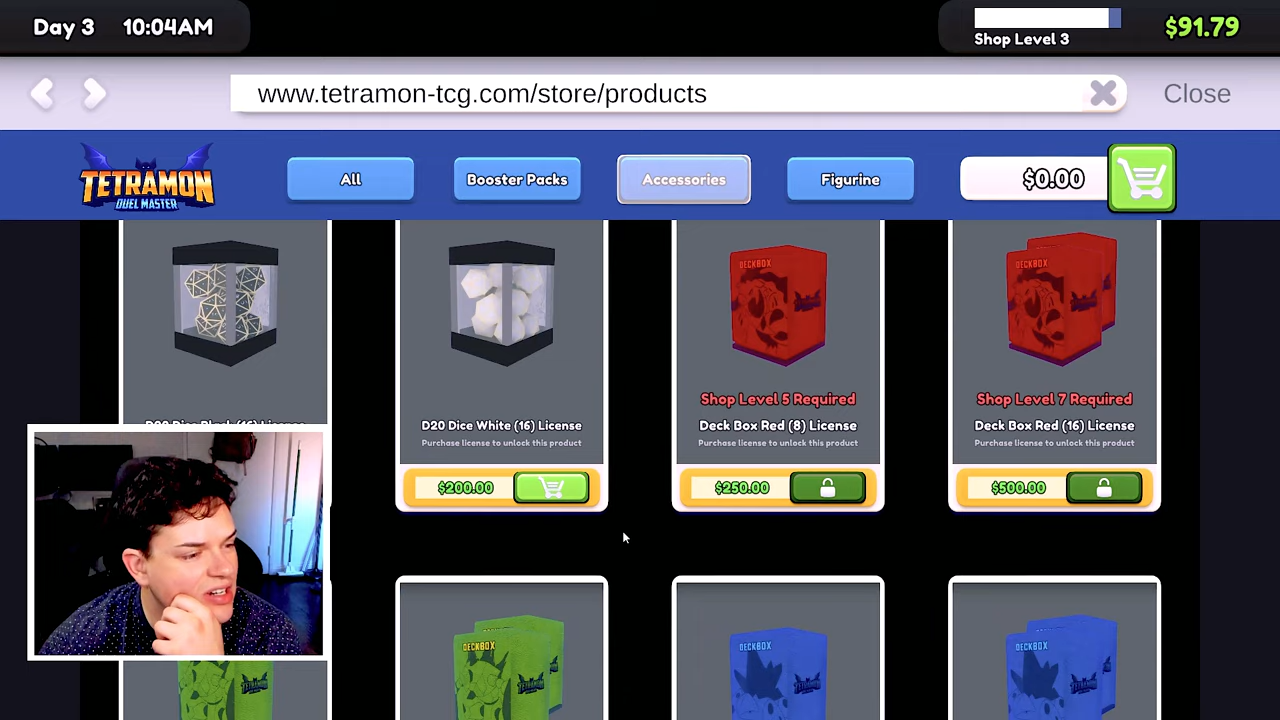 Day 3 10:04AM
Shop Level 3
$91.79
www.tetramon-tcg.com/store/products
Close
TETRAMON
DUEL MASTER
All
Booster Packs
Accessories
Figurine
$0.00
DECKBOX
DECKBOX
Shop Level 5 Required
Shop Level 7 Required
D20 Dice White (16) License
Deck Box Red (8) License
Deck Box Red (16) License
Purchase license to unlock this product
Purchase license to unlock this product
Purchase license to unlock this product
$200.00
$250.00
$500.00
DECKBOX
DECKBOX
DECKBOX